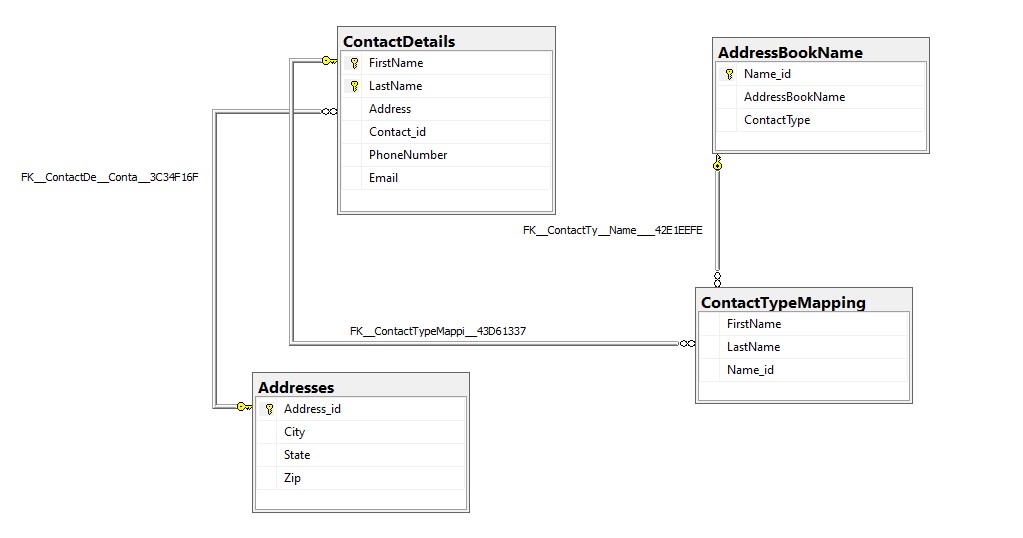 ContactDetails
FirstName
LastName
Address
Contact_id
PhoneNumber
Email
AddressBookName
Name_id
AddressBookName
ContactType
FK__ContactDe__Conta__3C34F16F
FK__ContactTy__Name___42E1EEFE
ContactTypeMapping
FirstName
LastName
Name_id
FK__ContactTypeMappi__43D61337
Addresses
Address_id
City
State
Zip